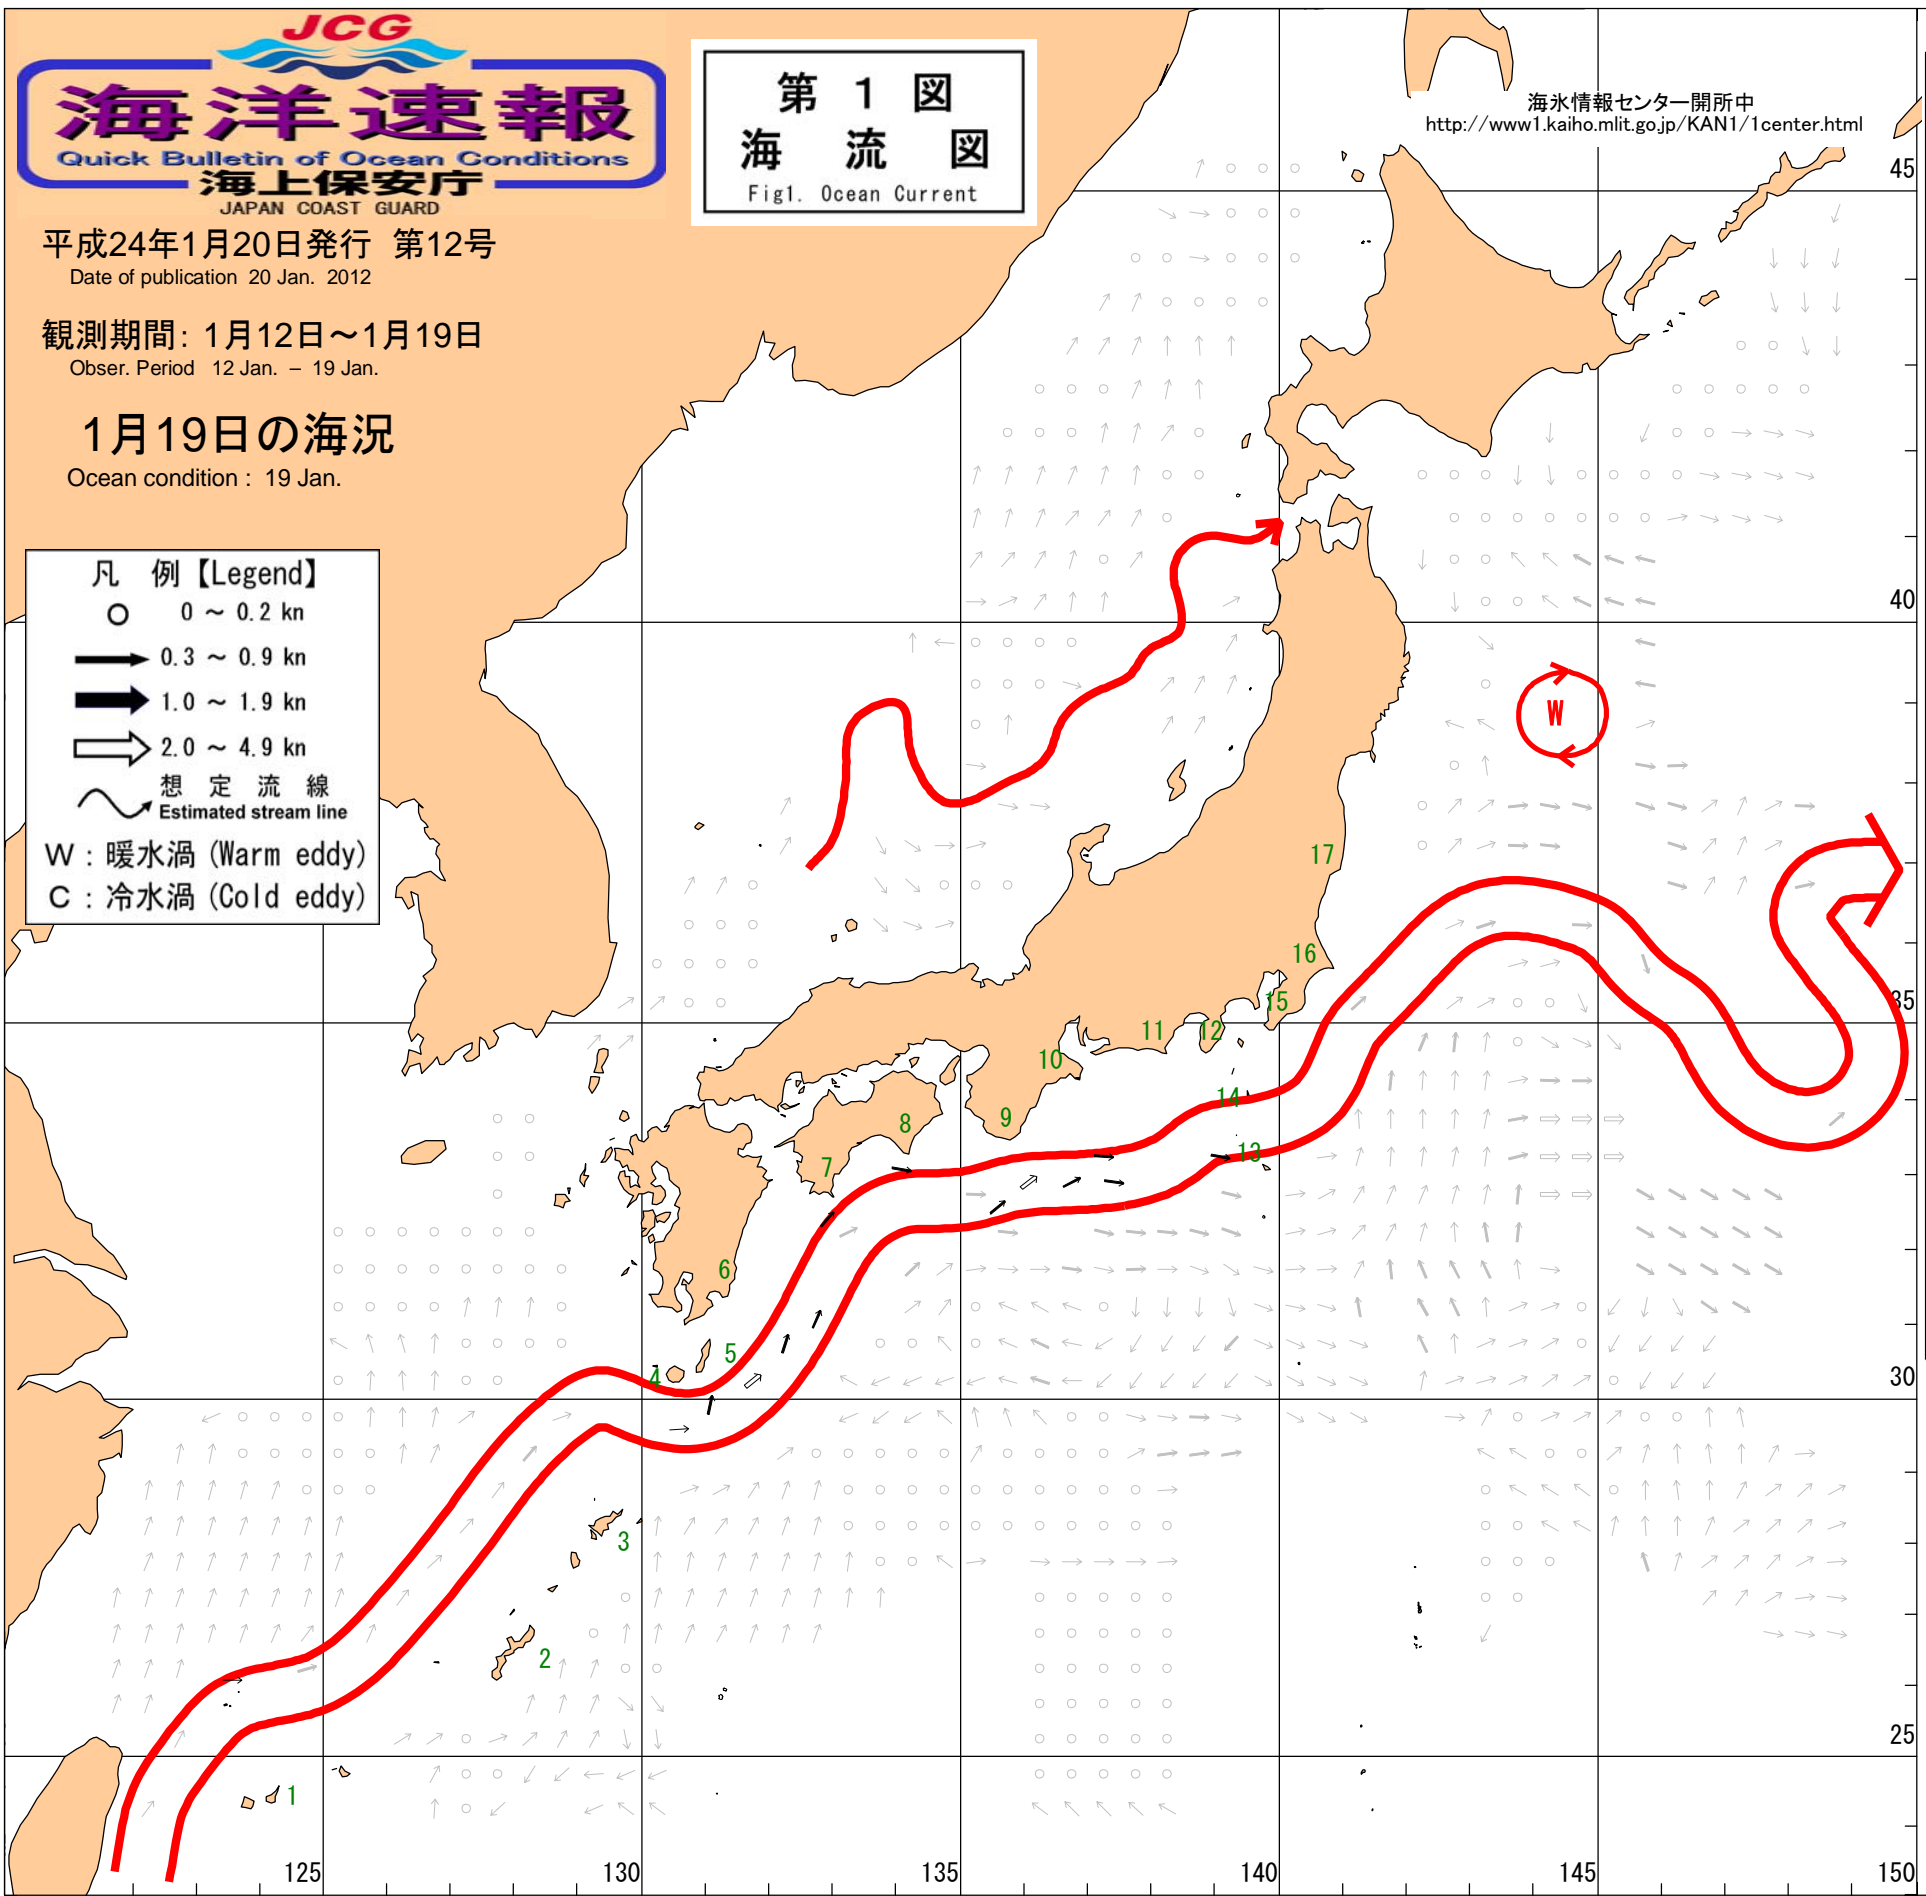 JCG
海洋速報
Quick Bulletin of Ocean Conditions
海上保安庁
JAPAN COAST GUARD
第 1 図
海 流 図
Fig1. Ocean Current
海氷情報センター開所中
http://www1.kaiho.mlit.go.jp/KAN1/1center.html
平成24年1月20日発行 第12号
Date of publication 20 Jan. 2012
観測期間: 1月12日～1月19日
Obser. Period 12 Jan. – 19 Jan.
1月19日の海況
Ocean condition : 19 Jan.
凡 例【Legend】
0 ～ 0.2 kn
0.3 ～ 0.9 kn
1.0 ～ 1.9 kn
2.0 ～ 4.9 kn
想 定 流 線
Estimated stream line
W : 暖水渦 (Warm eddy)
C : 冷水渦 (Cold eddy)
45
40
W
17
16
35
15
11
12
10
14
9
8
13
7
6
5
4
30
3
2
25
1
125
130
135
140
145
150